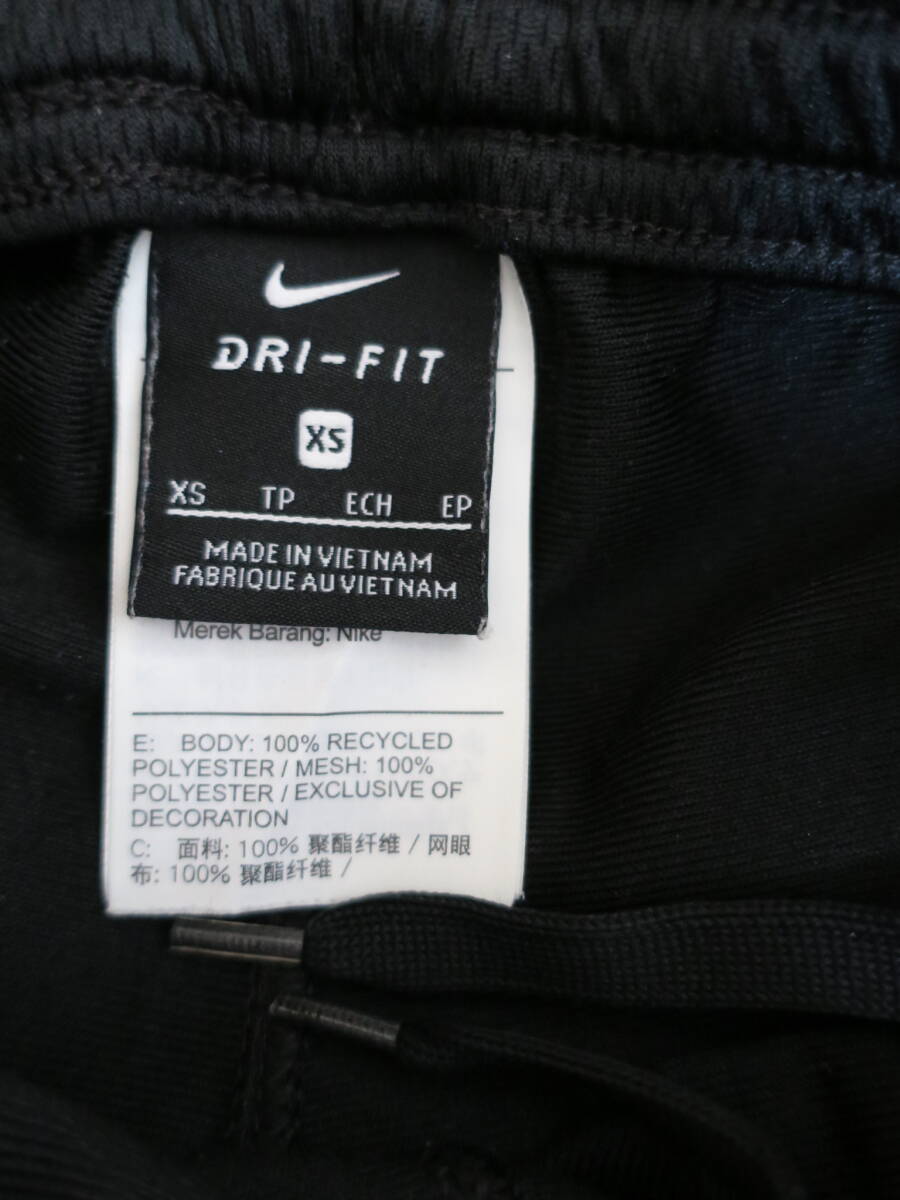 DRI-FIT
XS
XS TP ECH EP
MADE IN VIETNAM
FABRIQUE AU VIETNAM
Merek Barang: Nike
E: BODY: 100% RECYCLED
POLYESTER / MESH: 100%
POLYESTER / EXCLUSIVE OF
DECORATION
C: 面料: 100% 聚酯纤维 / 网眼
布: 100% 聚酯纤维 /